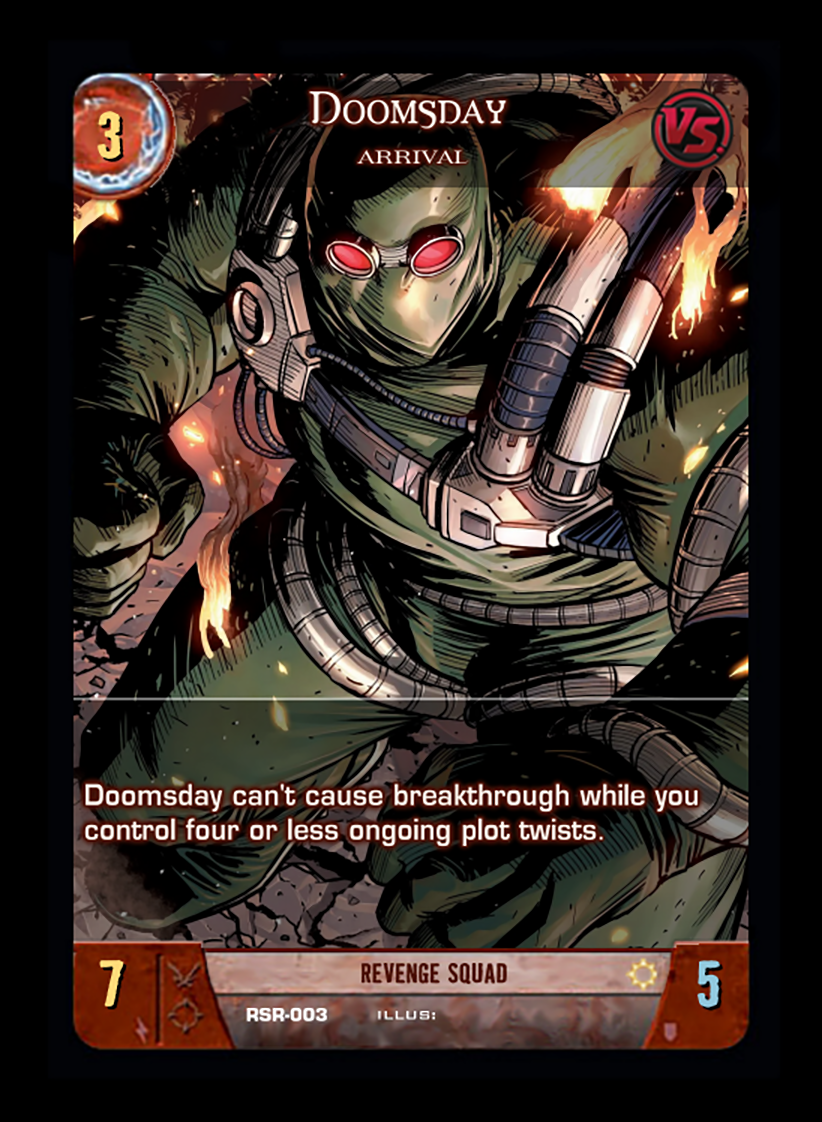 3
DOOMSDAY
VS.
ARRIVAL
Doomsday can't cause breakthrough while you
control four or less ongoing plot twists.
7
REVENGE SQUAD
5
RSR-003 ILLUS: